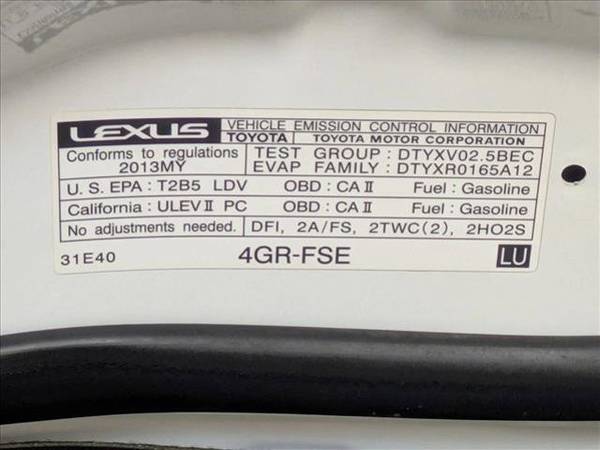 LEXUS VEHICLE EMISSION CONTROL INFORMATION
TOYOTA TOYOTA MOTOR CORPORATION
Conforms to regulations TEST GROUP : DTYXV02.5BEC
2013MY EVAP FAMILY : DTYXR0165A12
U.S. EPA : T2B5 LDV OBD : CA II Fuel : Gasoline
California : ULEV II PC OBD : CA II Fuel : Gasoline
No adjustments needed. DFI, 2A/FS, 2TWC(2), 2HO2S
31E40 4GR-FSE LU